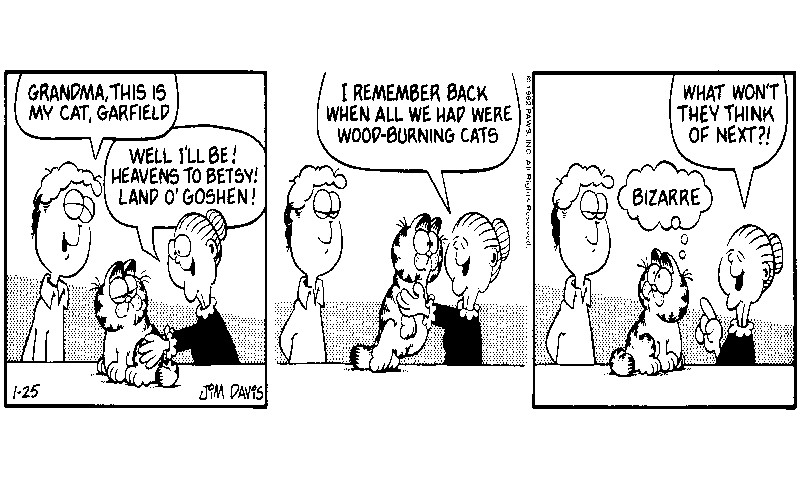 GRANDMA, THIS IS
MY CAT, GARFIELD
WELL I'LL BE!
HEAVENS TO BETSY!
LAND O' GOSHEN!
1-25
JIM DAVIS
I REMEMBER BACK
WHEN ALL WE HAD WERE
WOOD-BURNING CATS
© 1982 PAWS, INC. All Rights Reserved.
BIZARRE
WHAT WON'T
THEY THINK
OF NEXT?!